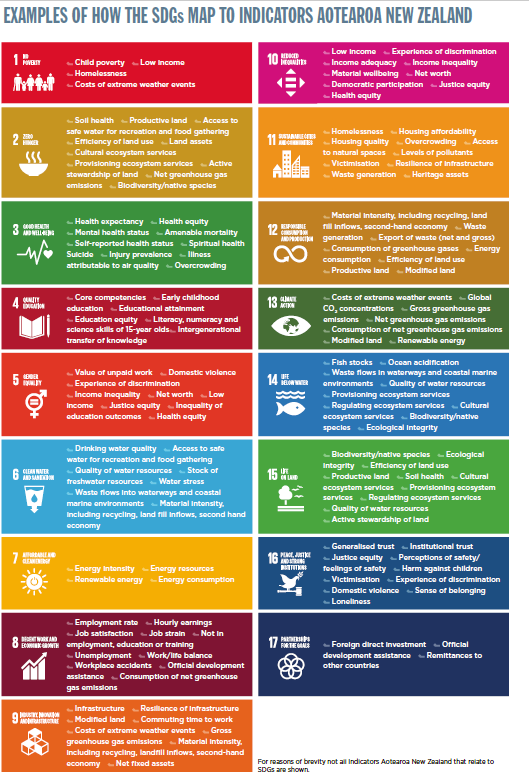 EXAMPLES OF HOW THE SDGs MAP TO INDICATORS AOTEAROA NEW ZEALAND
1 NO POVERTY
Child poverty Low income
Homelessness
Costs of extreme weather events
2 ZERO HUNGER
Soil health Productive land Access to
safe water for recreation and food gathering
Efficiency of land use Land assets
Cultural ecosystem services
Provisioning ecosystem services Active
stewardship of land Net greenhouse gas
emissions Biodiversity/native species
3 GOOD HEALTH AND WELL-BEING
Health expectancy Health equity
Mental health status Amenable mortality
Self-reported health status Spiritual health
Suicide Injury prevalence Illness
attributable to air quality Overcrowding
4 QUALITY EDUCATION
Core competencies Early childhood
education Educational attainment
Education equity Literacy, numeracy and
science skills of 15-year olds Intergenerational
transfer of knowledge
5 GENDER EQUALITY
Value of unpaid work Domestic violence
Experience of discrimination
Income inequality Net worth Low
income Justice equity Inequality of
education outcomes Health equity
6 CLEAN WATER AND SANITATION
Drinking water quality Access to safe
water for recreation and food gathering
Quality of water resources Stock of
freshwater resources Water stress
Waste flows into waterways and coastal
marine environments Material intensity,
including recycling, land fill inflows, second hand
economy
7 AFFORDABLE AND CLEAN ENERGY
Energy intensity Energy resources
Renewable energy Energy consumption
8 DECENT WORK AND ECONOMIC GROWTH
Employment rate Hourly earnings
Job satisfaction Job strain Not in
employment, education or training
Unemployment Work/life balance
Workplace accidents Official development
assistance Consumption of net greenhouse
gas emissions
9 INDUSTRY, INNOVATION AND INFRASTRUCTURE
Infrastructure Resilience of infrastructure
Modified land Commuting time to work
Costs of extreme weather events Gross
greenhouse gas emissions Material intensity,
including recycling, landfill inflows, second-hand
economy Net fixed assets
10 REDUCED INEQUALITIES
Low income Experience of discrimination
Income adequacy Income inequality
Material wellbeing Net worth
Democratic participation Justice equity
Health equity
11 SUSTAINABLE CITIES AND COMMUNITIES
Homelessness Housing affordability
Housing quality Overcrowding Access
to natural spaces Levels of pollutants
Victimisation Resilience of infrastructure
Waste generation Heritage assets
12 RESPONSIBLE CONSUMPTION AND PRODUCTION
Material intensity, including recycling, land
fill inflows, second-hand economy Waste
generation Export of waste (net and gross)
Consumption of greenhouse gases Energy
consumption Efficiency of land use
Productive land Modified land
13 CLIMATE ACTION
Costs of extreme weather events Global
CO₂ concentrations Gross greenhouse gas
emissions Net greenhouse gas emissions
Consumption of net greenhouse gas emissions
Modified land Renewable energy
14 LIFE BELOW WATER
Fish stocks Ocean acidification
Waste flows in waterways and coastal marine
environments Quality of water resources
Provisioning ecosystem services
Regulating ecosystem services Cultural
ecosystem services Biodiversity/native
species Ecological integrity
15 LIFE ON LAND
Biodiversity/native species Ecological
integrity Efficiency of land use
Productive land Soil health Cultural
ecosystem services Provisioning ecosystem
services Regulating ecosystem services
Quality of water resources
Active stewardship of land
16 PEACE, JUSTICE AND STRONG INSTITUTIONS
Generalised trust Institutional trust
Justice equity Perceptions of safety/
feelings of safety Harm against children
Victimisation Experience of discrimination
Domestic violence Sense of belonging
Loneliness
17 PARTNERSHIPS FOR THE GOALS
Foreign direct investment Official
development assistance Remittances to
other countries
For reasons of brevity not all Indicators Aotearoa New Zealand that relate to
SDGs are shown.